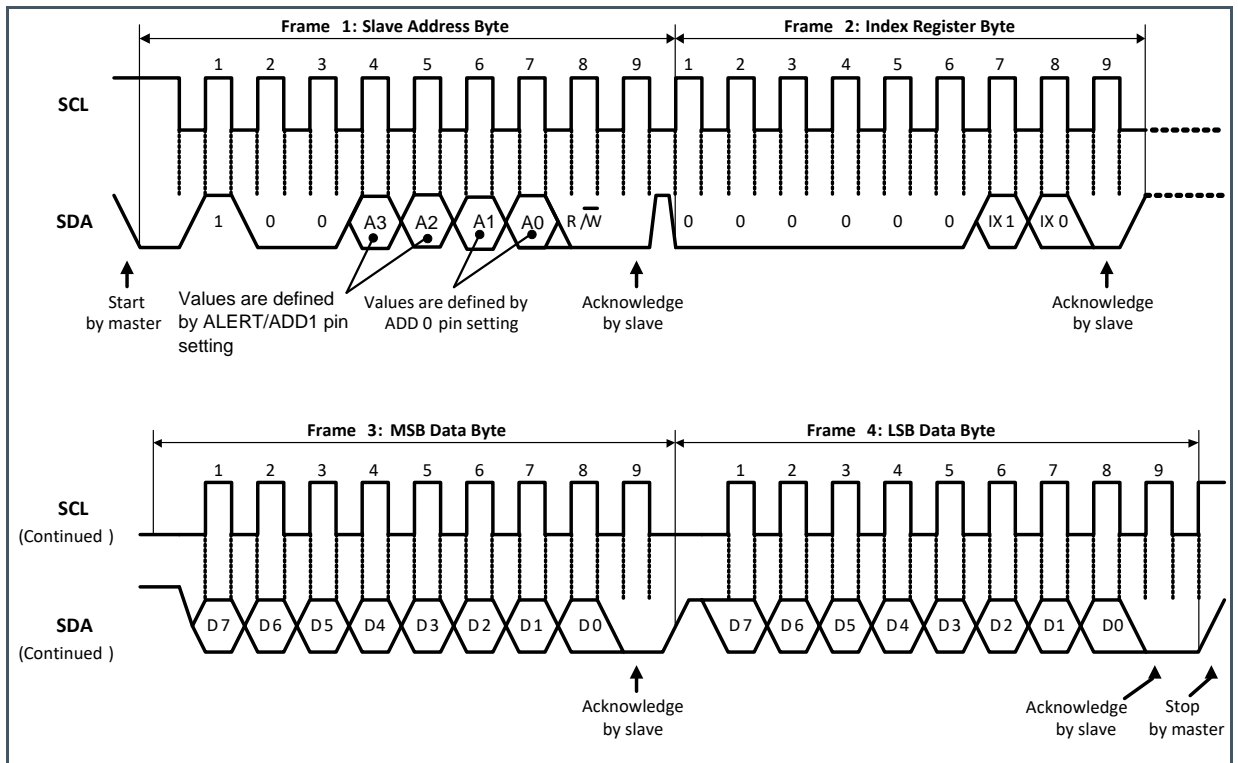 Frame 1: Slave Address Byte
Frame 2: Index Register Byte
1 2 3 4 5 6 7 8 9 1 2 3 4 5 6 7 8 9
SCL
SDA
1 0 0 A3 A2 A1 A0 R/W 0 0 0 0 0 0 IX 1 IX 0
Start
by master
Values are defined
by ALERT/ADD1 pin
setting
Values are defined by
ADD 0 pin setting
Acknowledge
by slave
Acknowledge
by slave
Frame 3: MSB Data Byte
Frame 4: LSB Data Byte
1 2 3 4 5 6 7 8 9 1 2 3 4 5 6 7 8 9
SCL
(Continued )
SDA
(Continued )
D7 D6 D5 D4 D3 D2 D1 D0 D7 D6 D5 D4 D3 D2 D1 D0
Acknowledge
by slave
Acknowledge
by slave
Stop
by master